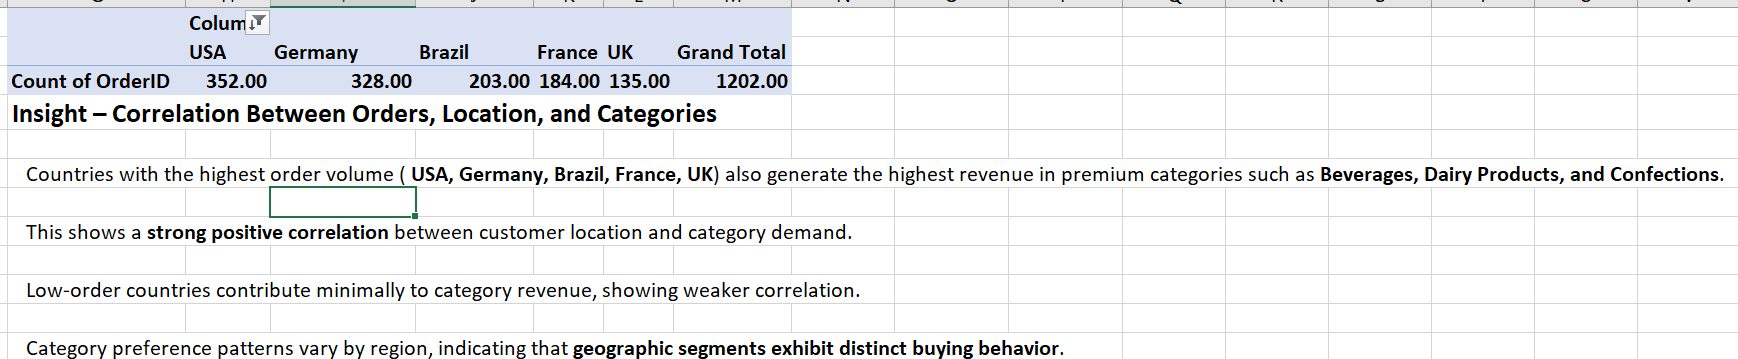 Colum
USA Germany Brazil France UK Grand Total
Count of OrderID 352.00 328.00 203.00 184.00 135.00 1202.00
Insight – Correlation Between Orders, Location, and Categories
Countries with the highest order volume ( USA, Germany, Brazil, France, UK) also generate the highest revenue in premium categories such as Beverages, Dairy Products, and Confections.
This shows a strong positive correlation between customer location and category demand.
Low-order countries contribute minimally to category revenue, showing weaker correlation.
Category preference patterns vary by region, indicating that geographic segments exhibit distinct buying behavior.